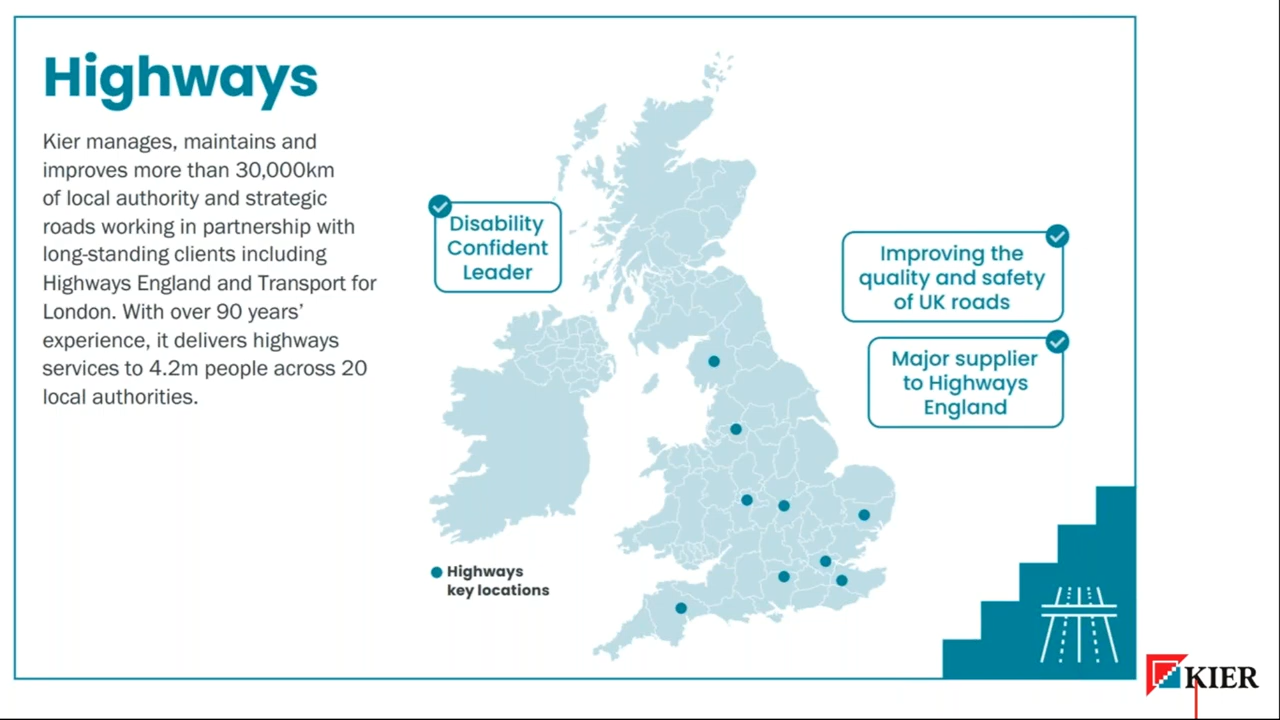 Highways
Kier manages, maintains and
improves more than 30,000km
of local authority and strategic
roads working in partnership with
long-standing clients including
Highways England and Transport for
London. With over 90 years’
experience, it delivers highways
services to 4.2m people across 20
local authorities.
Disability
Confident
Leader
Improving the
quality and safety
of UK roads
Major supplier
to Highways
England
Highways
key locations
KIER